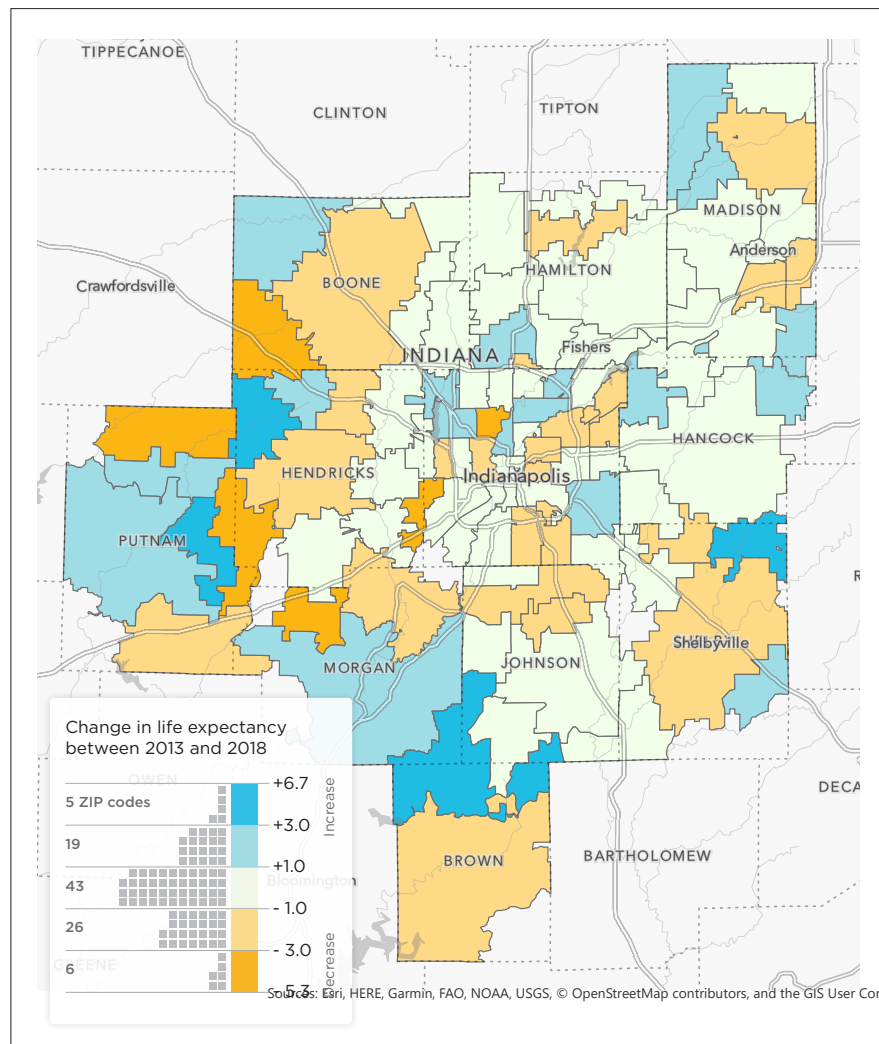 TIPPECANOE
CLINTON
TIPTON
MADISON
Anderson
HAMILTON
BOONE
Crawfordsville
INDIANA
Fishers
HANCOCK
HENDRICKS
Indianapolis
PUTNAM
Shelbyville
MORGAN
JOHNSON
Change in life expectancy
between 2013 and 2018
OWEN
5 ZIP codes
+6.7
Increase
+3.0
19
+1.0
43
Bloomington
- 1.0
26
- 3.0
Decrease
6
GREENE
-5.3
DECA
BROWN
BARTHOLOMEW
Sources: Esri, HERE, Garmin, FAO, NOAA, USGS, © OpenStreetMap contributors, and the GIS User Con